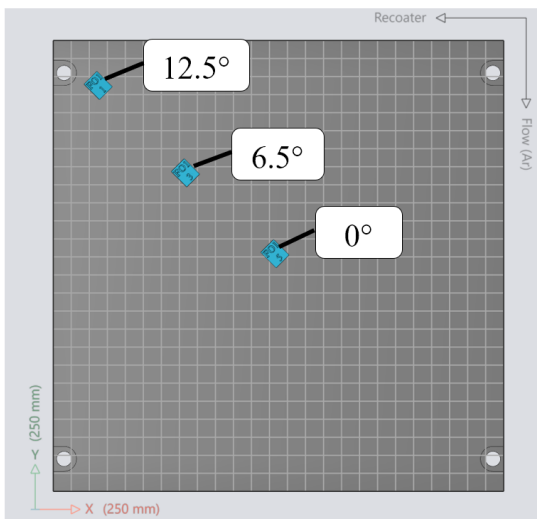 Recoater
12.5°
Flow (Ar)
6.5°
0°
Y (250 mm)
X (250 mm)